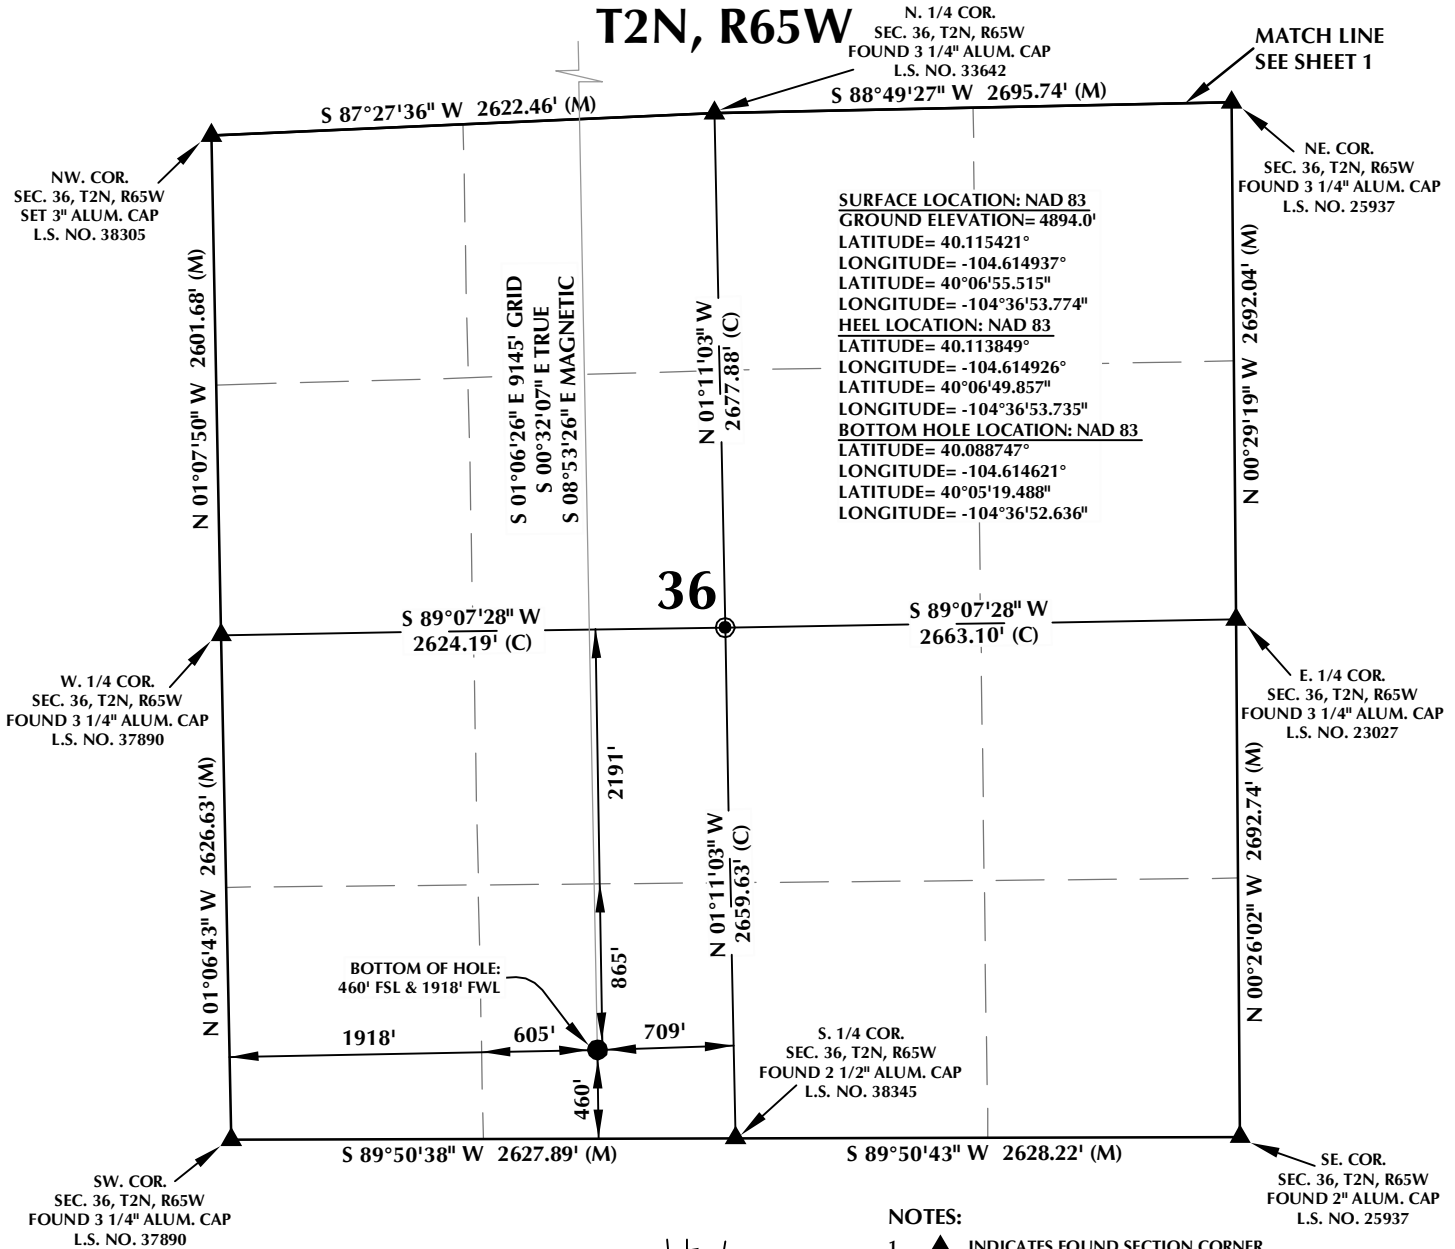 T2N, R65W
N. 1/4 COR.
SEC. 36, T2N, R65W
FOUND 3 1/4" ALUM. CAP
L.S. NO. 33642
MATCH LINE
SEE SHEET 1
S 87°27'36" W 2622.46' (M)
S 88°49'27" W 2695.74' (M)
NW. COR.
SEC. 36, T2N, R65W
SET 3" ALUM. CAP
L.S. NO. 38305
NE. COR.
SEC. 36, T2N, R65W
FOUND 3 1/4" ALUM. CAP
L.S. NO. 25937
SURFACE LOCATION: NAD 83
GROUND ELEVATION= 4894.0'
LATITUDE= 40.115421°
LONGITUDE= -104.614937°
LATITUDE= 40°06'55.515"
LONGITUDE= -104°36'53.774"
HEEL LOCATION: NAD 83
LATITUDE= 40.113849°
LONGITUDE= -104.614926°
LATITUDE= 40°06'49.857"
LONGITUDE= -104°36'53.735"
BOTTOM HOLE LOCATION: NAD 83
LATITUDE= 40.088747°
LONGITUDE= -104.614621°
LATITUDE= 40°05'19.488"
LONGITUDE= -104°36'52.636"
N 01°07'50" W 2601.68' (M)
S 01°06'26" E 9145' GRID
S 00°32'07" E TRUE
S 08°53'26" E MAGNETIC
N 01°11'03" W
2677.88' (C)
N 00°29'19" W 2692.04' (M)
36
S 89°07'28" W
2624.19' (C)
S 89°07'28" W
2663.10' (C)
W. 1/4 COR.
SEC. 36, T2N, R65W
FOUND 3 1/4" ALUM. CAP
L.S. NO. 37890
E. 1/4 COR.
SEC. 36, T2N, R65W
FOUND 3 1/4" ALUM. CAP
L.S. NO. 23027
N 01°06'43" W 2626.63' (M)
2191'
N 01°11'03" W
2659.63' (C)
N 00°26'02" W 2692.74' (M)
865'
BOTTOM OF HOLE:
460' FSL & 1918' FWL
1918'
605'
709'
460'
S. 1/4 COR.
SEC. 36, T2N, R65W
FOUND 2 1/2" ALUM. CAP
L.S. NO. 38345
S 89°50'38" W 2627.89' (M)
S 89°50'43" W 2628.22' (M)
SW. COR.
SEC. 36, T2N, R65W
FOUND 3 1/4" ALUM. CAP
L.S. NO. 37890
SE. COR.
SEC. 36, T2N, R65W
FOUND 2" ALUM. CAP
L.S. NO. 25937
NOTES:
1. INDICATES FOUND SECTION CORNER